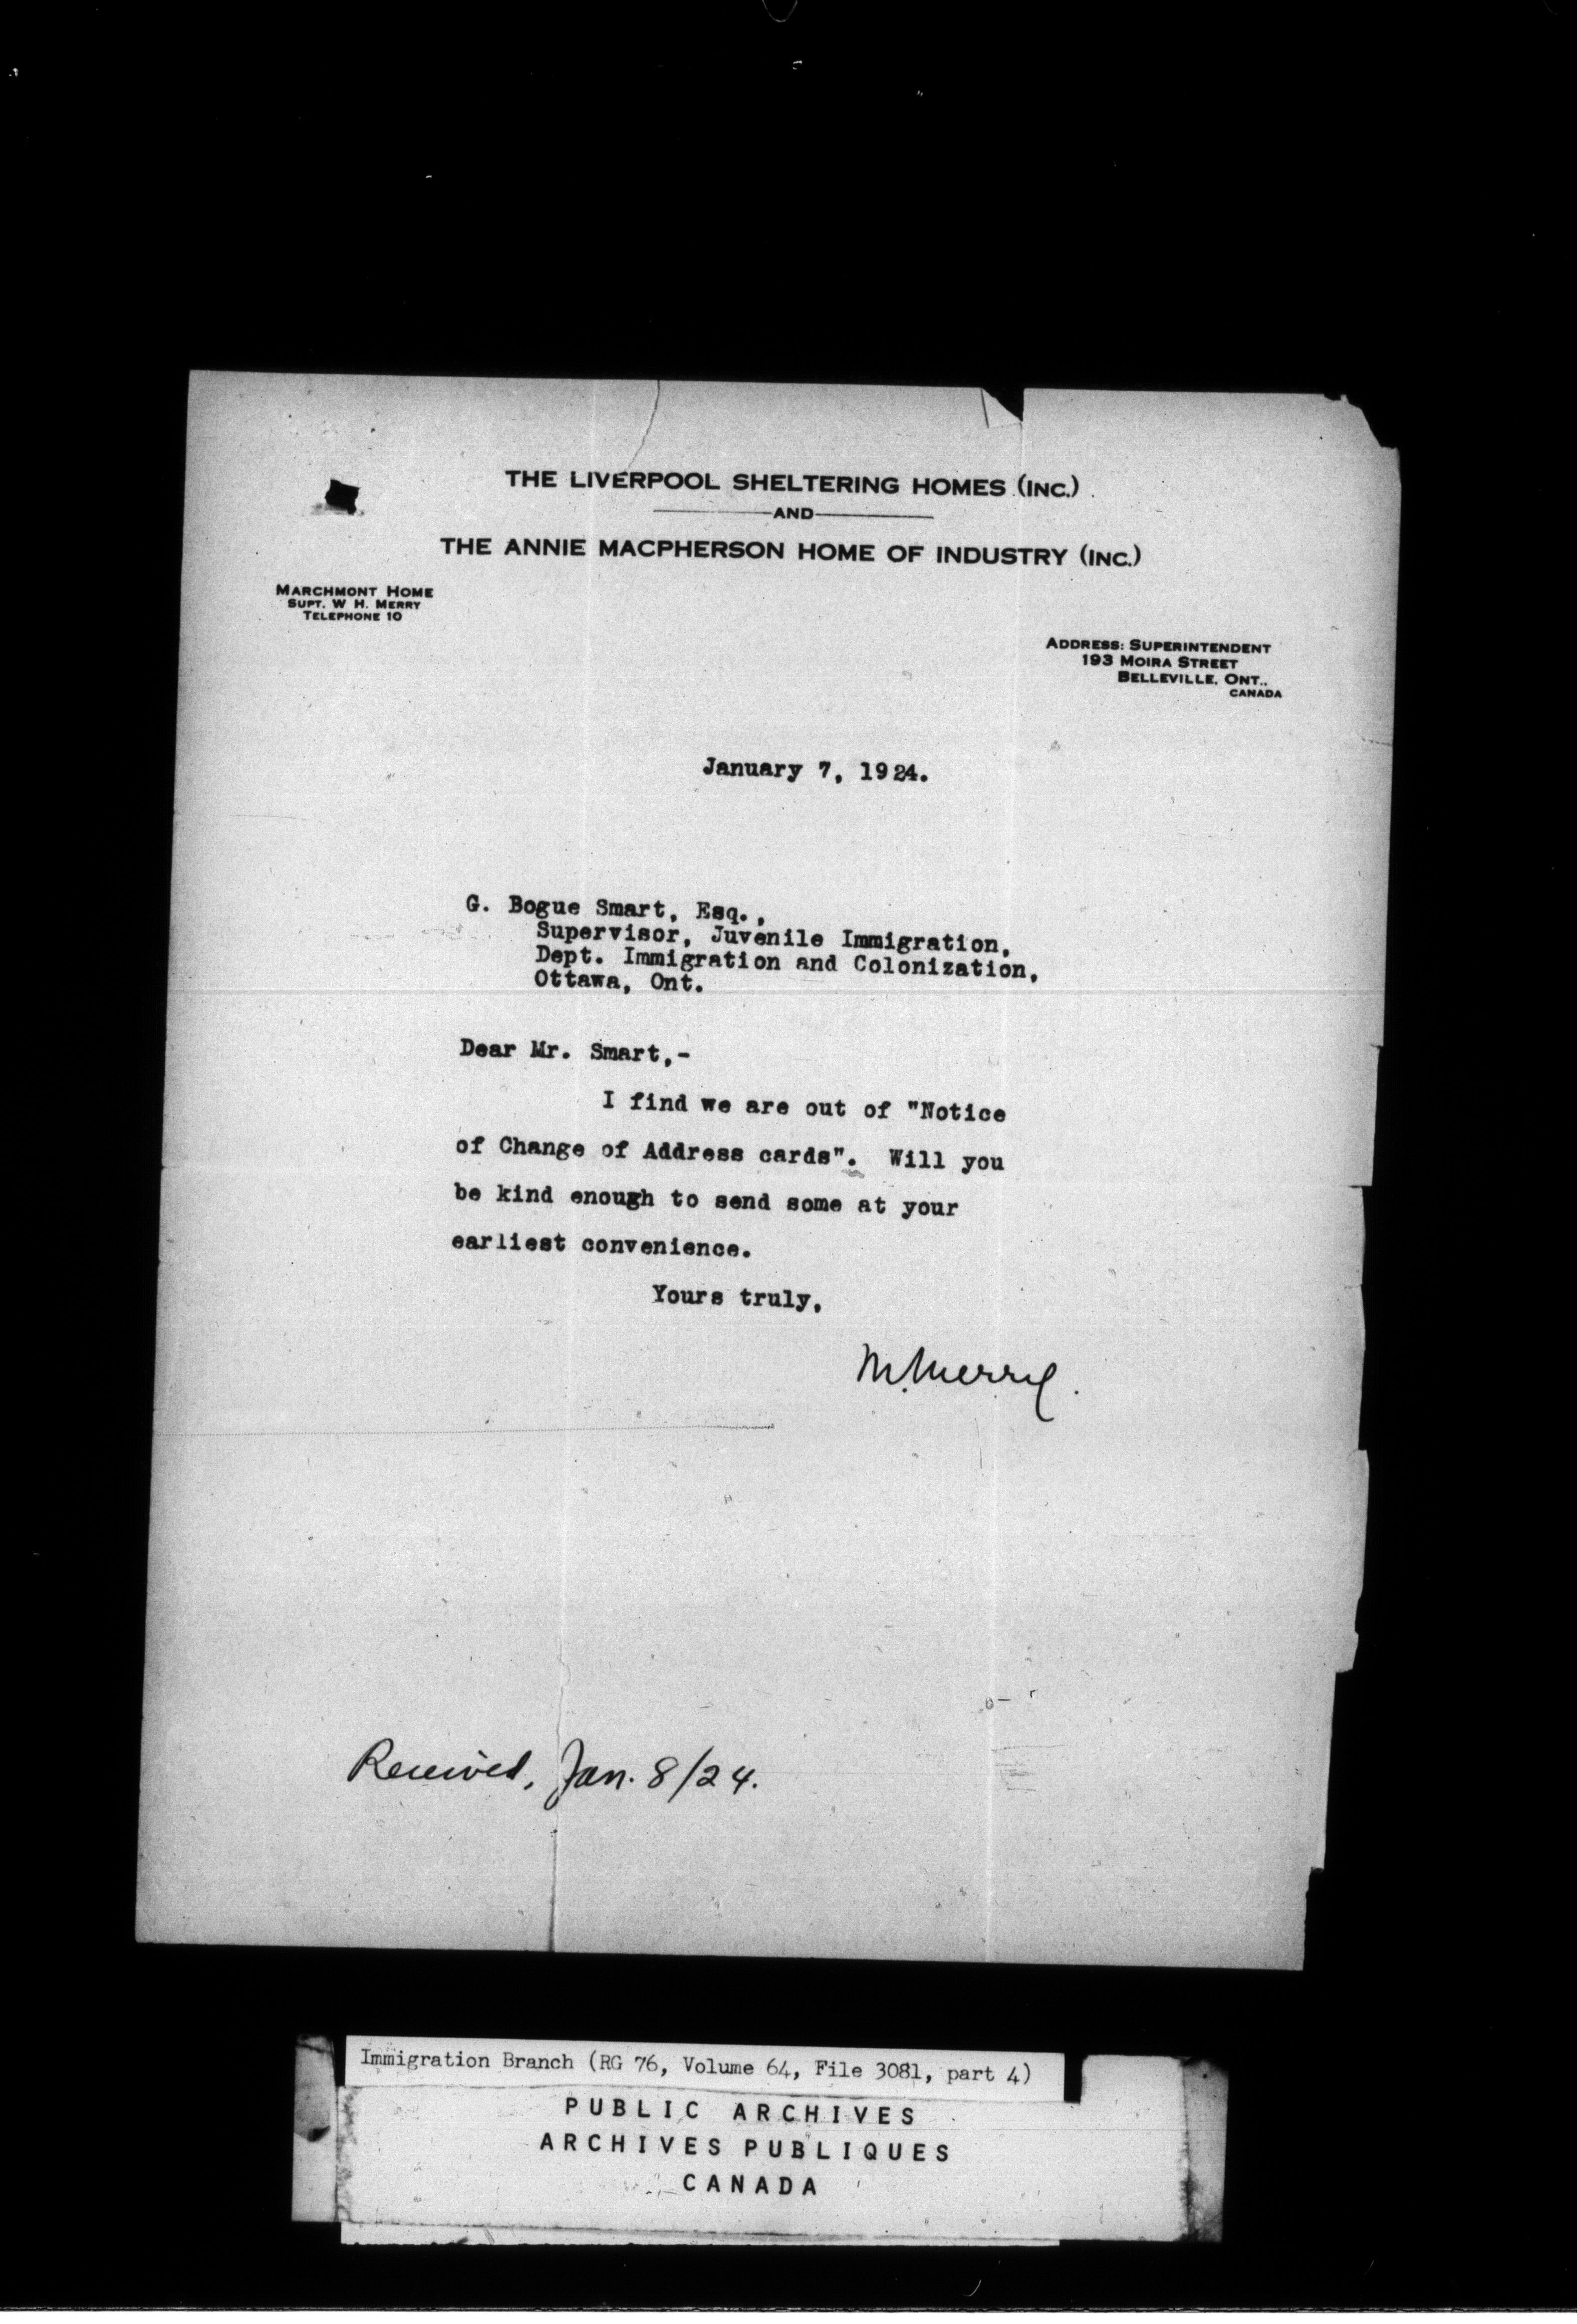 THE LIVERPOOL SHELTERING HOMES (INC.)
AND
THE ANNIE MACPHERSON HOME OF INDUSTRY (INC.)
MARCHMONT HOME
SUPT. W H. MERRY
TELEPHONE 10
ADDRESS: SUPERINTENDENT
193 MOIRA STREET
BELLEVILLE, ONT..
CANADA
January 7, 1924.
G. Bogue Smart, Esq.,
Supervisor, Juvenile Immigration,
Dept. Immigration and Colonization,
Ottawa, Ont.
Dear Mr. Smart,-
I find we are out of "Notice
of Change of Address cards". Will you
be kind enough to send some at your
earliest convenience.
Yours truly,
M. Merry.
Received, Jan. 8/24.
Immigration Branch (RG 76, Volume 64, File 3081, part 4)
PUBLIC ARCHIVES
ARCHIVES PUBLIQUES
CANADA